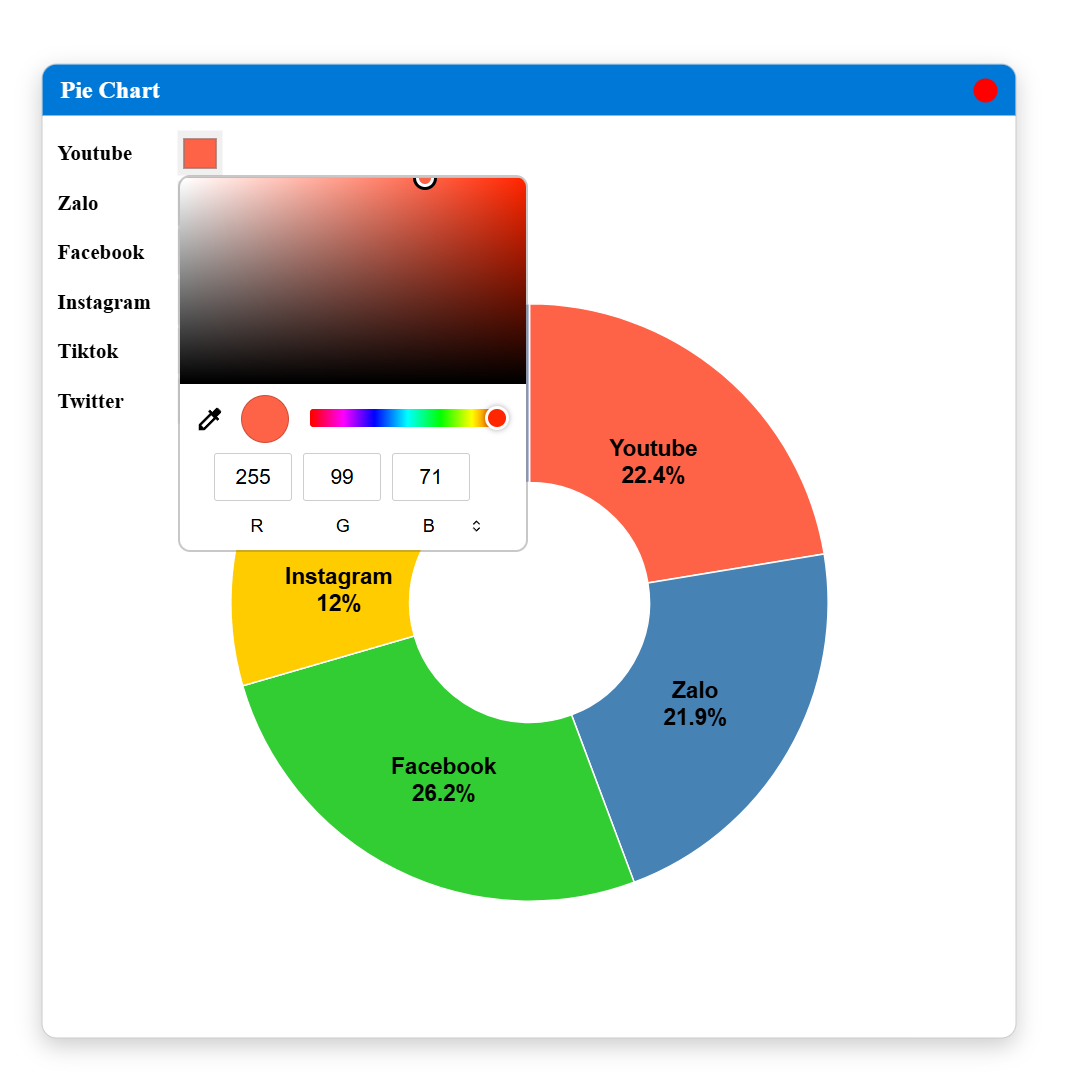 Pie Chart
Youtube
Zalo
Facebook
Instagram
Tiktok
Twitter
255 99 71
R G B
Youtube
22.4%
Zalo
21.9%
Facebook
26.2%
Instagram
12%